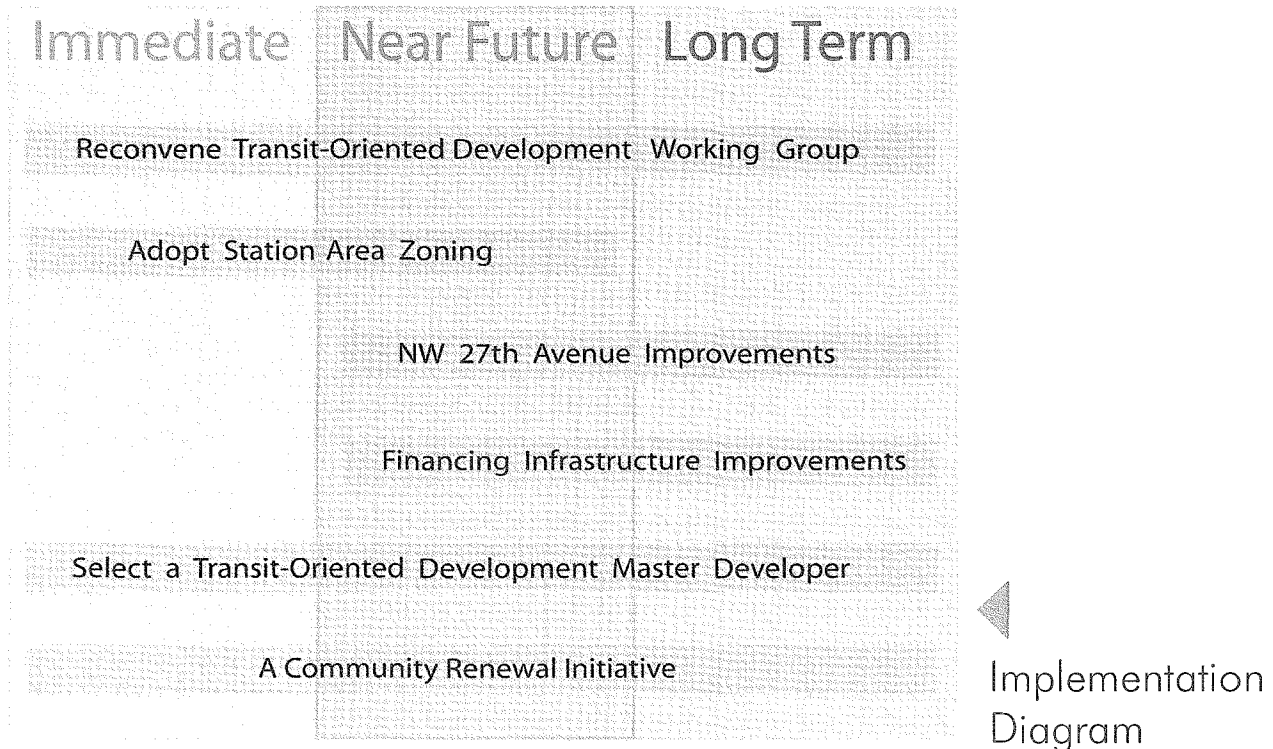 Immediate Near Future Long Term
Reconvene Transit-Oriented Development Working Group
Adopt Station Area Zoning
NW 27th Avenue Improvements
Financing Infrastructure Improvements
Select a Transit-Oriented Development Master Developer
A Community Renewal Initiative
Implementation
Diagram